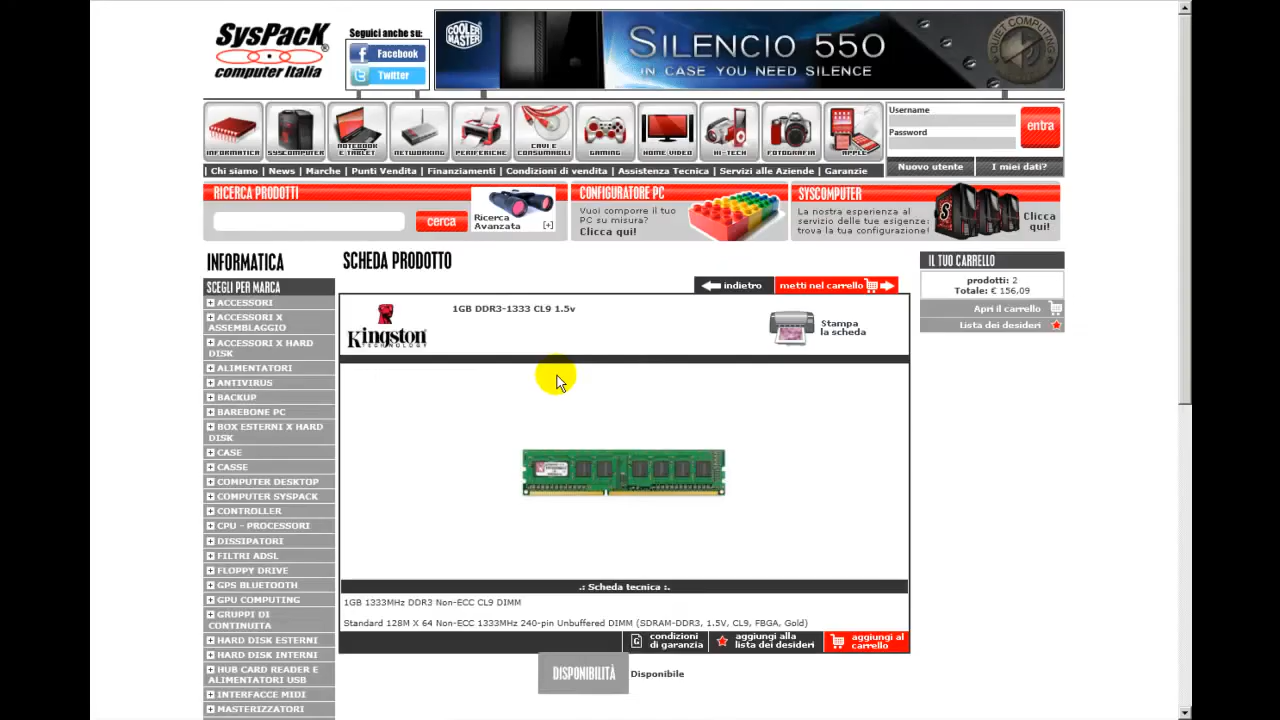 SysPacK
computer Italia
Seguici anche su:
Facebook
Twitter
COOLER MASTER
SILENCIO 550
IN CASE YOU NEED SILENCE
QUIET COMPUTING
INFORMATICA
SYSCOMPUTER
NOTEBOOK E TABLET
NETWORKING
PERIFERICHE
CAVI E CONSUMABILI
GAMING
HOME VIDEO
HI-TECH
FOTOGRAFIA
APPLE
Username
Password
entra
Nuovo utente
I miei dati?
| Chi siamo | News | Marche | Punti Vendita | Finanziamenti | Condizioni di vendita | Assistenza Tecnica | Servizi alle Aziende | Garanzie
RICERCA PRODOTTI
cerca
Ricerca
Avanzata [+]
CONFIGURATORE PC
Vuoi comporre il tuo
PC su misura?
Clicca qui!
SYSCOMPUTER
La nostra esperienza al
servizio delle tue esigenze:
trova la tua configurazione!
Clicca
qui!
INFORMATICA
SCEGLI PER MARCA
ACCESSORI
ACCESSORI X
ASSEMBLAGGIO
ACCESSORI X HARD
DISK
ALIMENTATORI
ANTIVIRUS
BACKUP
BAREBONE PC
BOX ESTERNI X HARD
DISK
CASE
CASSE
COMPUTER DESKTOP
COMPUTER SYSPACK
CONTROLLER
CPU - PROCESSORI
DISSIPATORI
FILTRI ADSL
FLOPPY DRIVE
GPS BLUETOOTH
GPU COMPUTING
GRUPPI DI
CONTINUITA
HARD DISK ESTERNI
HARD DISK INTERNI
HUB CARD READER E
ALIMENTATORI USB
INTERFACCE MIDI
MASTERIZZATORI
SCHEDA PRODOTTO
indietro
metti nel carrello
Kingston
TECHNOLOGY
1GB DDR3-1333 CL9 1.5v
Stampa
la scheda
.: Scheda tecnica :.
1GB 1333MHz DDR3 Non-ECC CL9 DIMM
Standard 128M X 64 Non-ECC 1333MHz 240-pin Unbuffered DIMM (SDRAM-DDR3, 1.5V, CL9, FBGA, Gold)
condizioni
di garanzia
aggiungi alla
lista dei desideri
aggiungi al
carrello
DISPONIBILITÀ
Disponibile
IL TUO CARRELLO
prodotti: 2
Totale: € 156,09
Apri il carrello
Lista dei desideri